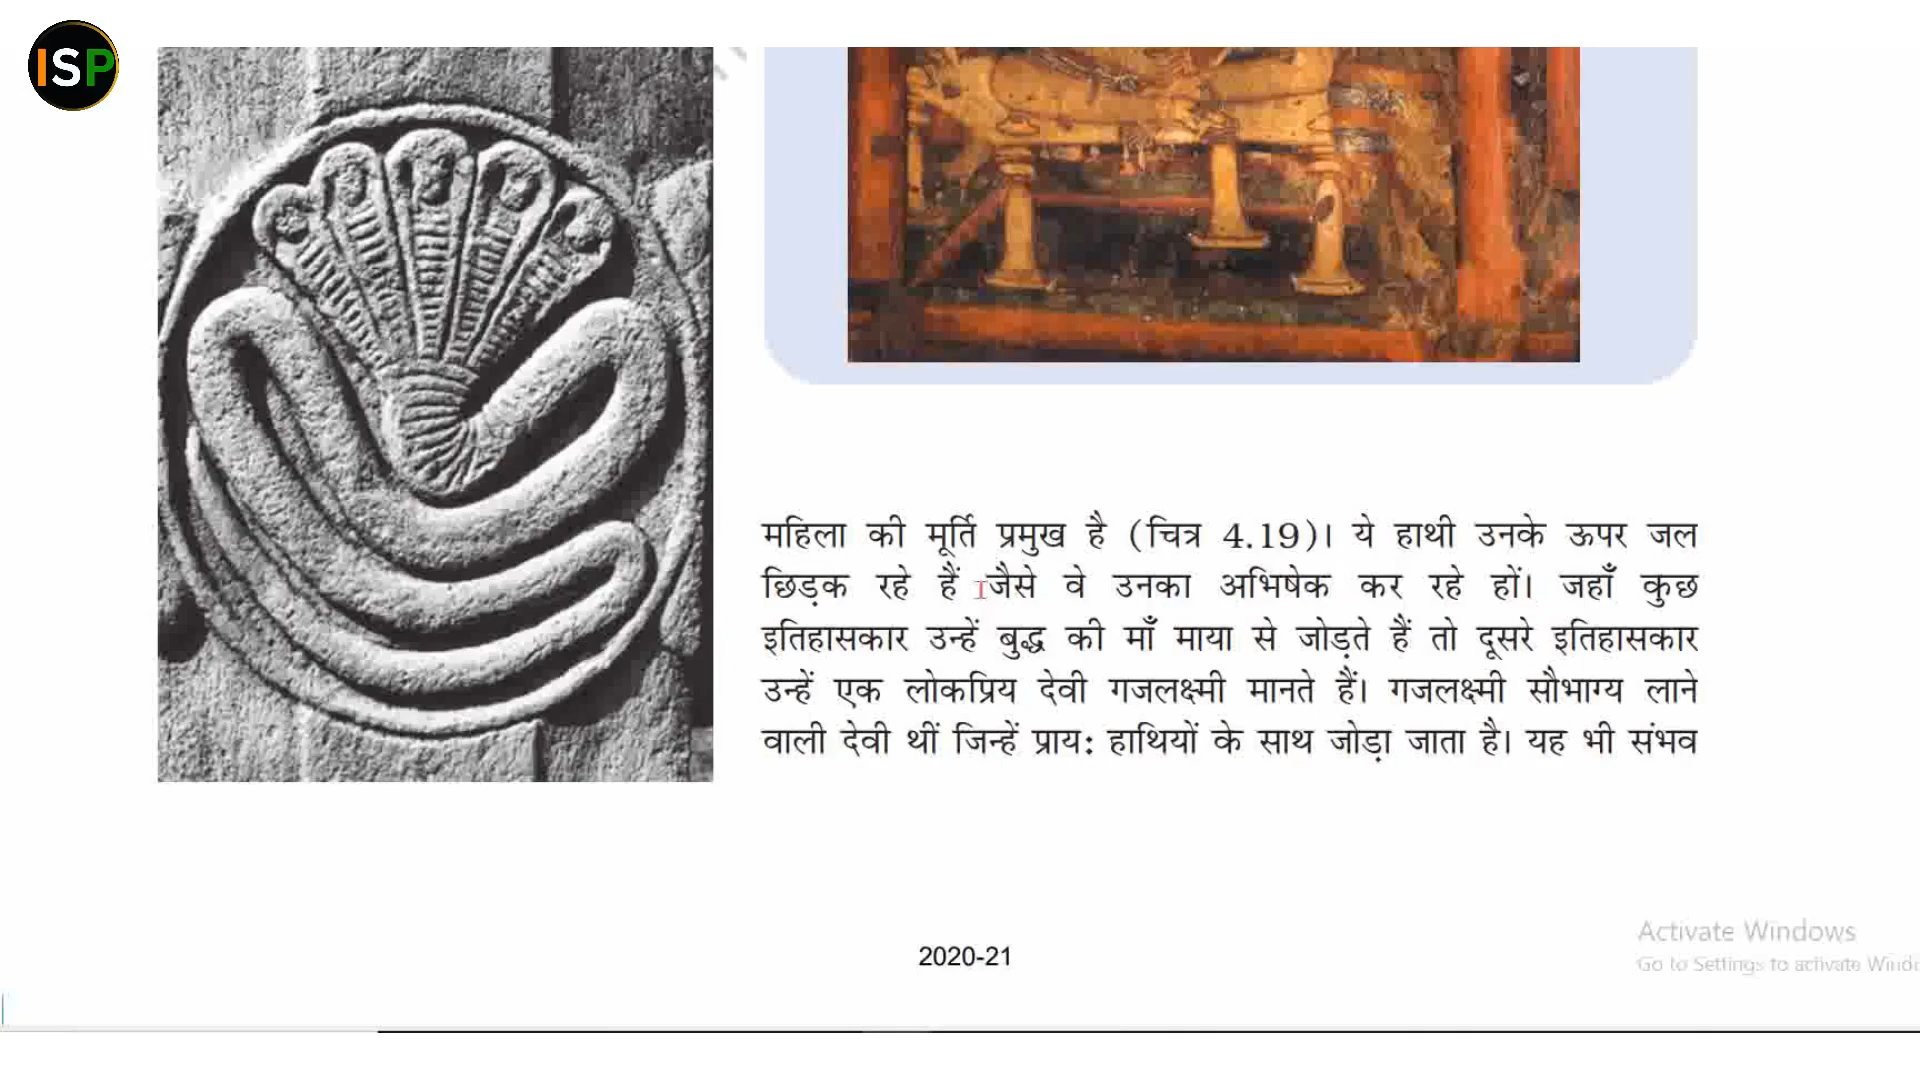 ISP
महिला की मूर्ति प्रमुख है (चित्र 4.19)। ये हाथी उनके ऊपर जल
छिड़क रहे हैं जैसे वे उनका अभिषेक कर रहे हों। जहाँ कुछ
इतिहासकार उन्हें बुद्ध की माँ माया से जोड़ते हैं तो दूसरे इतिहासकार
उन्हें एक लोकप्रिय देवी गजलक्ष्मी मानते हैं। गजलक्ष्मी सौभाग्य लाने
वाली देवी थीं जिन्हें प्राय: हाथियों के साथ जोड़ा जाता है। यह भी संभव
2020-21
Activate Windows
Go to Settings to activate Windo